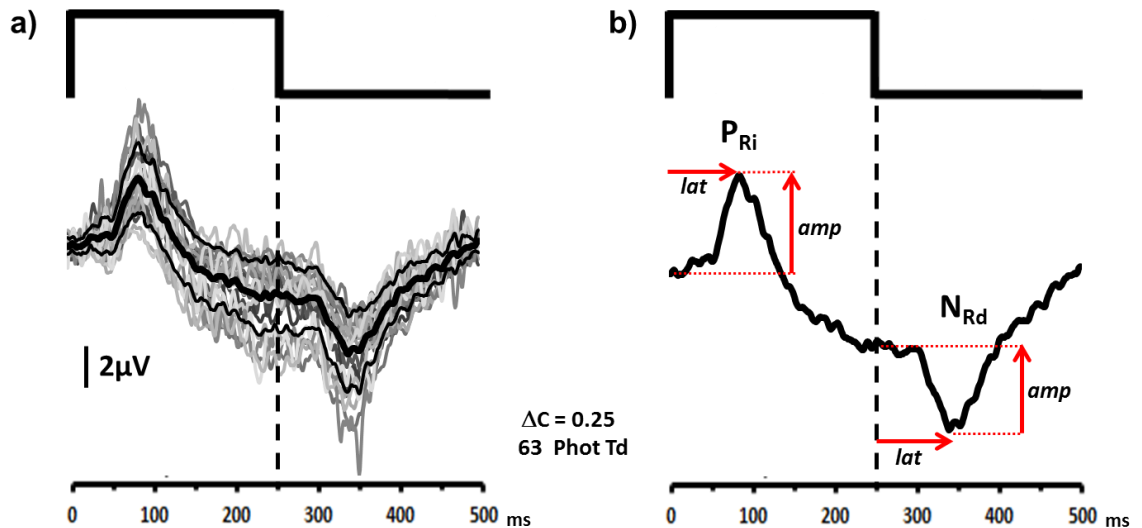 a)
b)
P_Ri
lat
amp
N_Rd
amp
lat
2μV
ΔC = 0.25
63 Phot Td
0 100 200 300 400 500 ms
0 100 200 300 400 500 ms